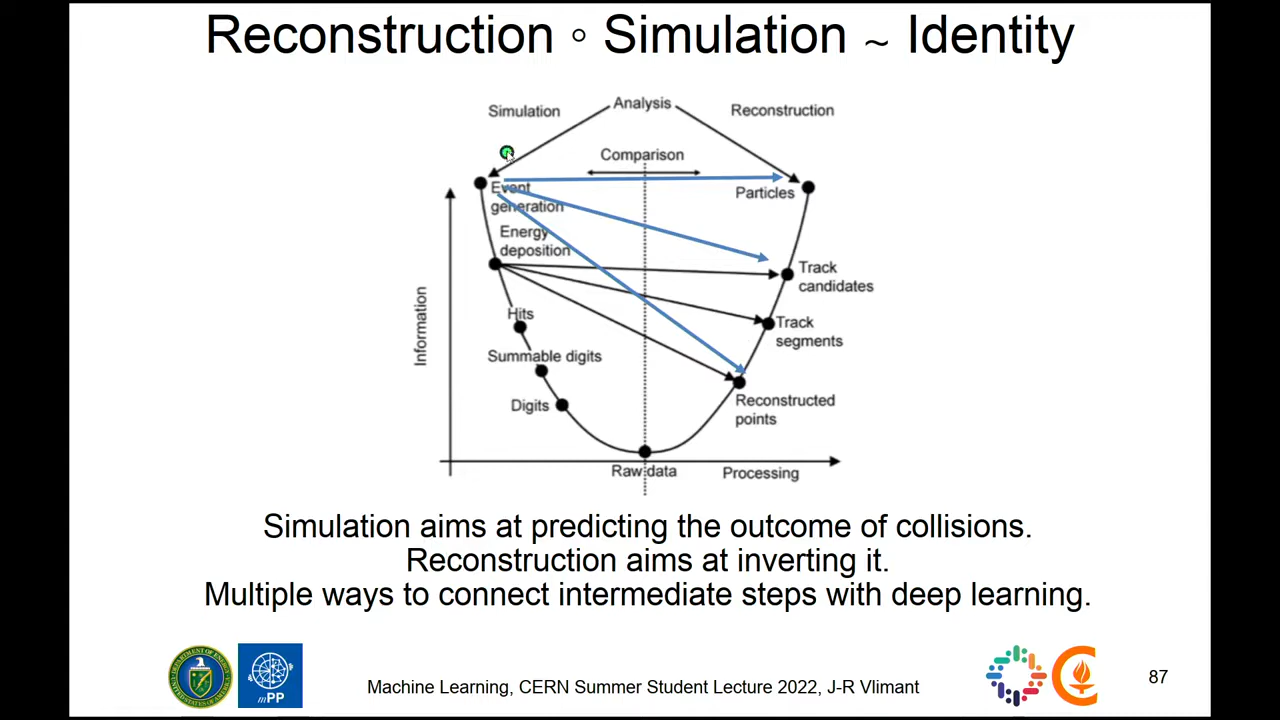 Reconstruction ∘ Simulation ~ Identity
Simulation
Analysis
Reconstruction
Comparison
Event
generation
Particles
Energy
deposition
Track
candidates
Hits
Track
segments
Summable digits
Digits
Reconstructed
points
Information
Raw data
Processing
Simulation aims at predicting the outcome of collisions.
Reconstruction aims at inverting it.
Multiple ways to connect intermediate steps with deep learning.
mPP
Machine Learning, CERN Summer Student Lecture 2022, J-R Vlimant
87